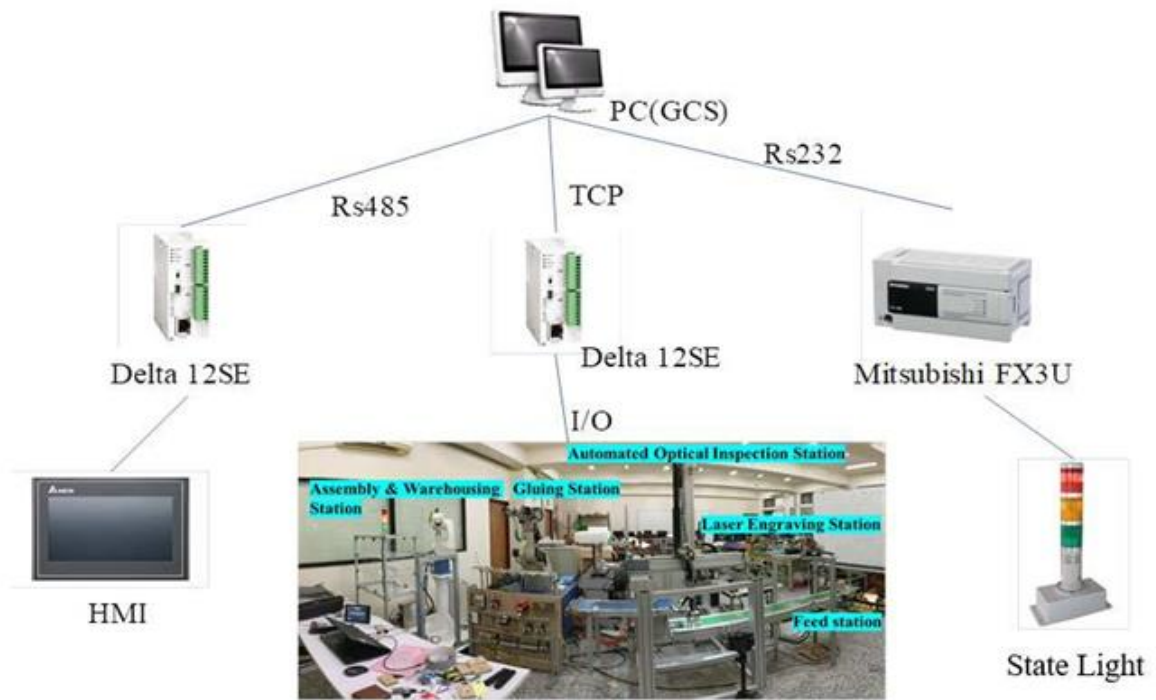 PC(GCS)
Rs232
Rs485
TCP
Delta 12SE
Delta 12SE
Mitsubishi FX3U
I/O
Automated Optical Inspection Station
Assembly & Warehousing
Station
Gluing Station
Laser Engraving Station
Feed station
HMI
State Light